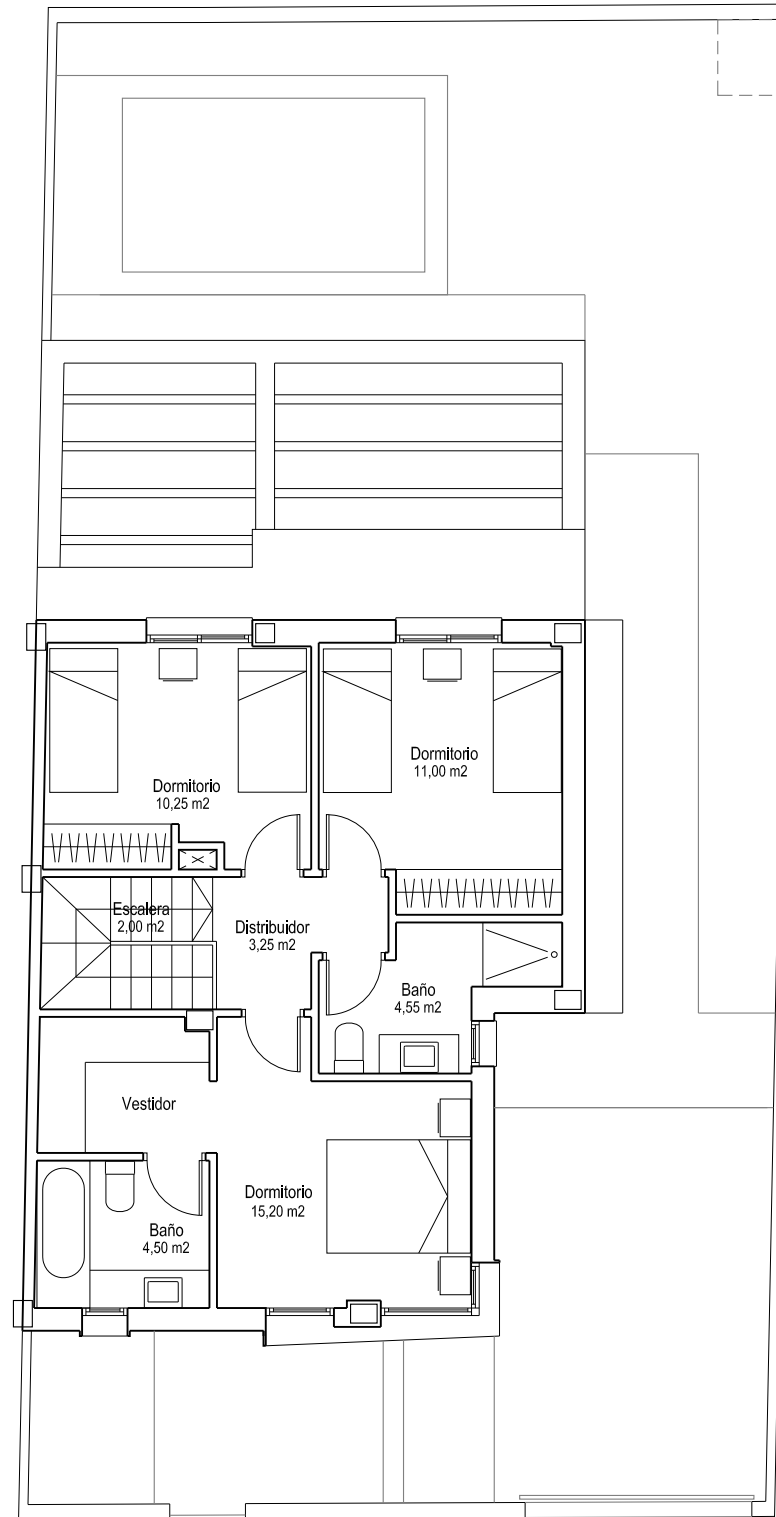 Dormitorio
11,00 m2
Dormitorio
10,25 m2
Escalera
2,00 m2
Distribuidor
3,25 m2
Baño
4,55 m2
Vestidor
Dormitorio
15,20 m2
Baño
4,50 m2